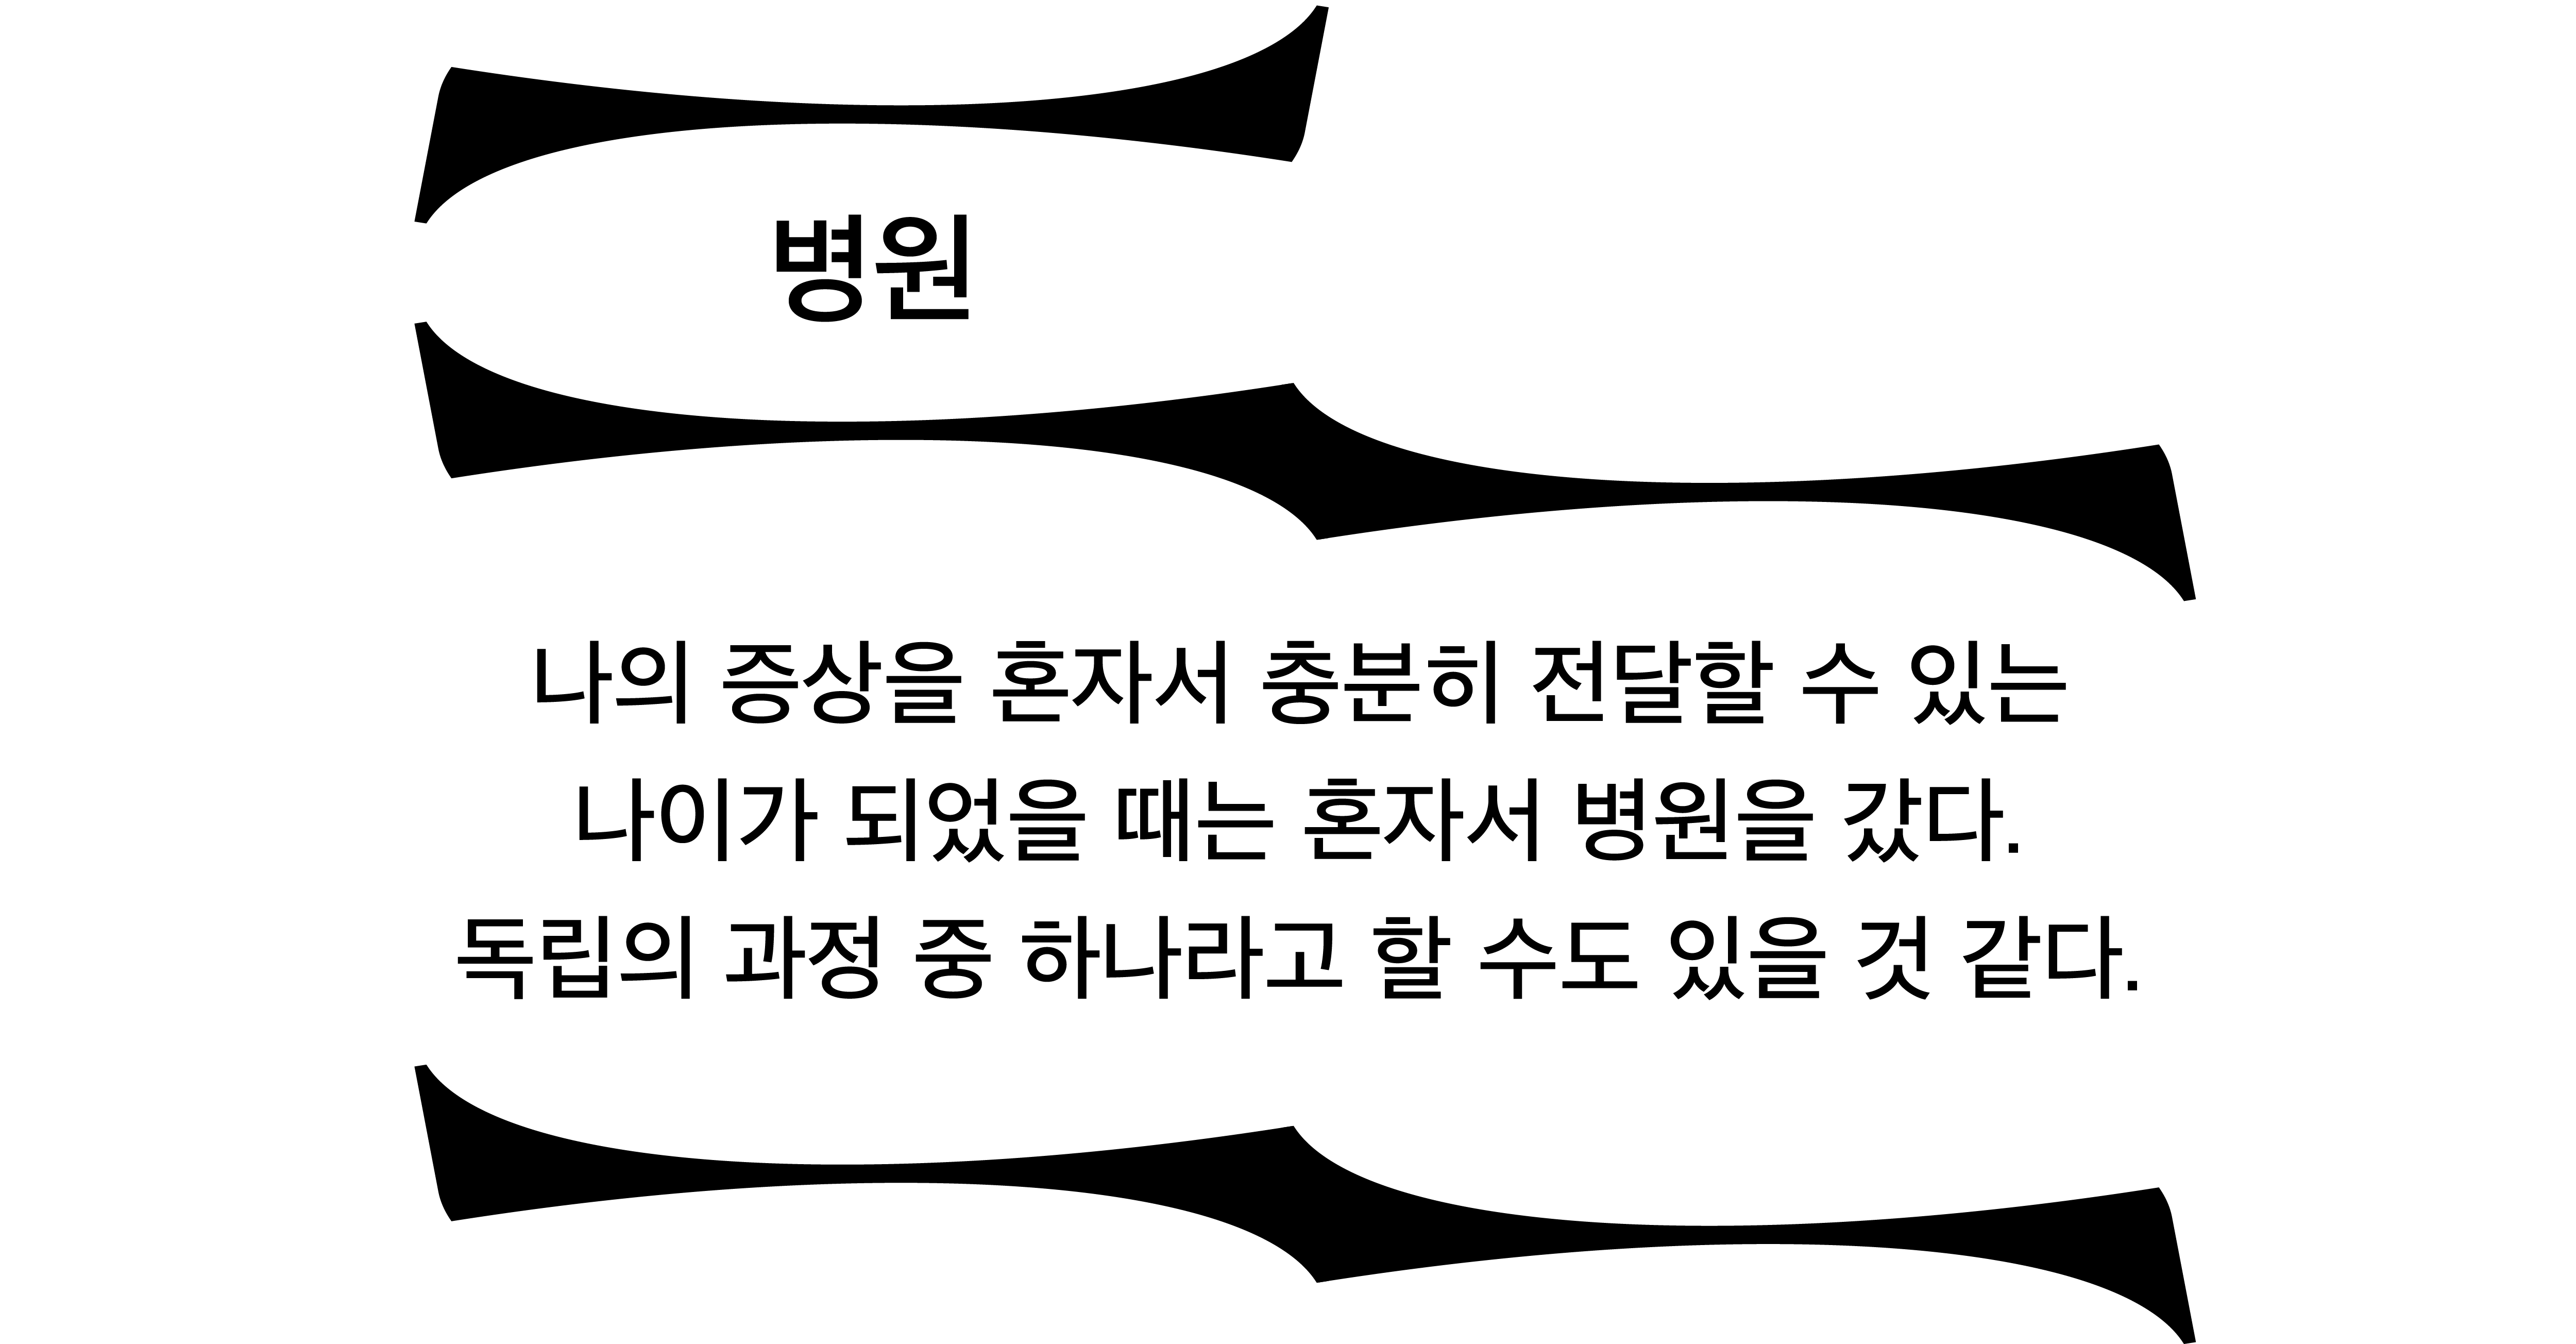 병원
나의 증상을 혼자서 충분히 전달할 수 있는
나이가 되었을 때는 혼자서 병원을 갔다.
독립의 과정 중 하나라고 할 수도 있을 것 같다.